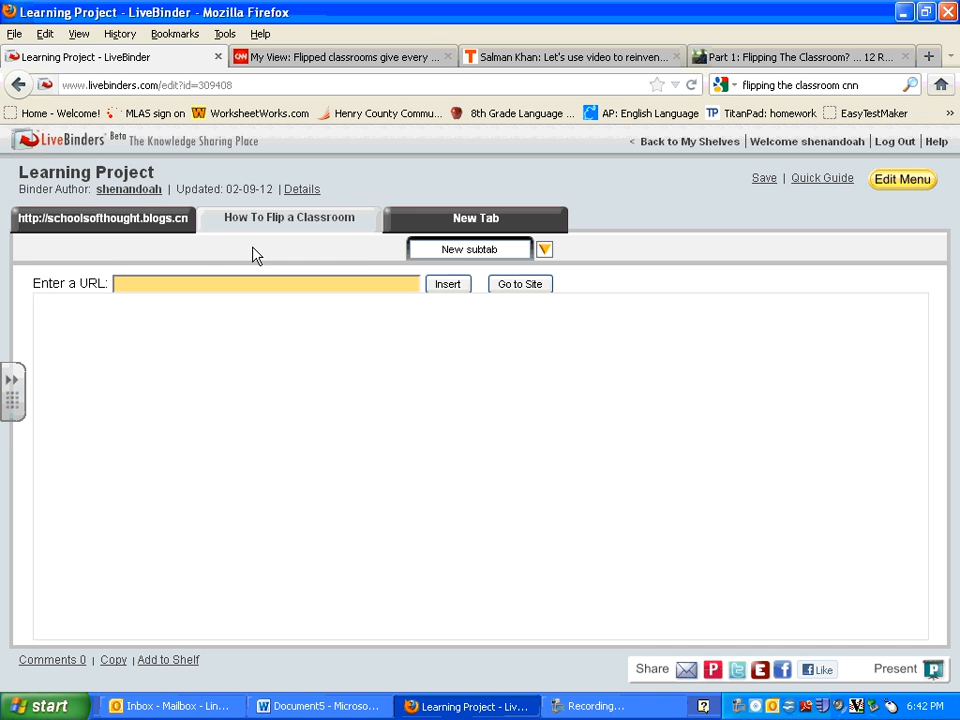 Learning Project - LiveBinder - Mozilla Firefox
File Edit View History Bookmarks Tools Help
Learning Project - LiveBinder
My View: Flipped classrooms give every ...
Salman Khan: Let's use video to reinven...
Part 1: Flipping The Classroom? ... 12 R...
www.livebinders.com/edit?id=309408
flipping the classroom cnn
Home - Welcome! MLAS sign on WorksheetWorks.com Henry County Commu... 8th Grade Language ... AP: English Language TP TitanPad: homework EasyTestMaker »
LiveBinders Beta The Knowledge Sharing Place
< Back to My Shelves | Welcome shenandoah | Log Out | Help
Learning Project
Binder Author: shenandoah | Updated: 02-09-12 | Details
Save | Quick Guide
Edit Menu
http://schoolsofthought.blogs.cn
How To Flip a Classroom
New Tab
New subtab
Enter a URL: Insert Go to Site
Comments 0 | Copy | Add to Shelf
Share Like Present
start
Inbox - Mailbox - Lin...
Document5 - Microso...
Learning Project - Liv...
Recording...
6:42 PM